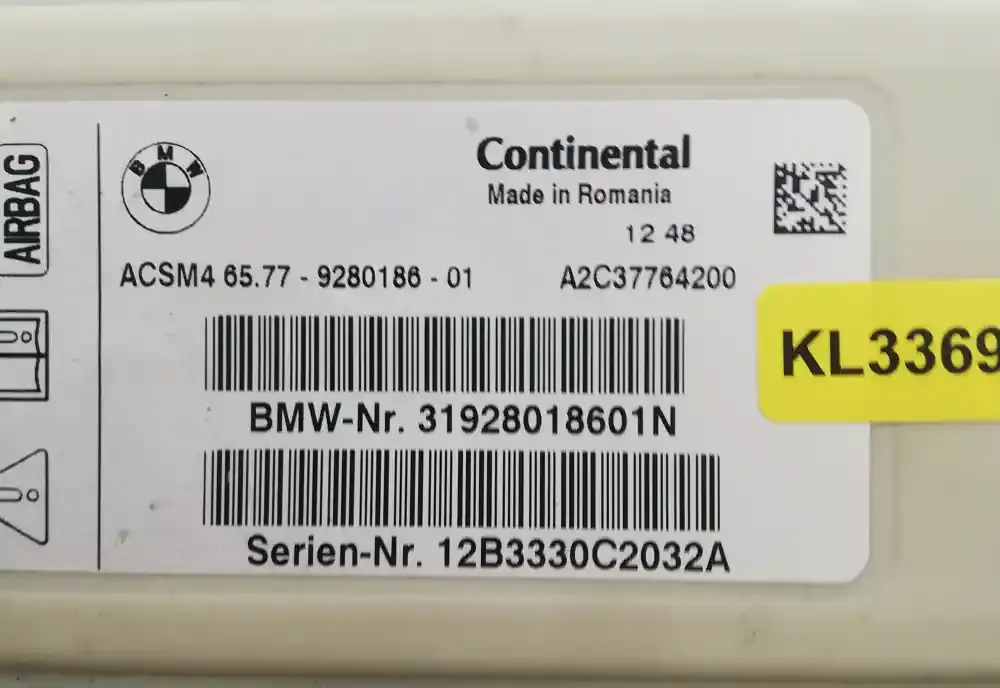 AIRBAG
BMW
Continental
Made in Romania
12 48
ACSM4 65.77 - 9280186 - 01 A2C37764200
KL3369
BMW-Nr. 31928018601N
Serien-Nr. 12B3330C2032A